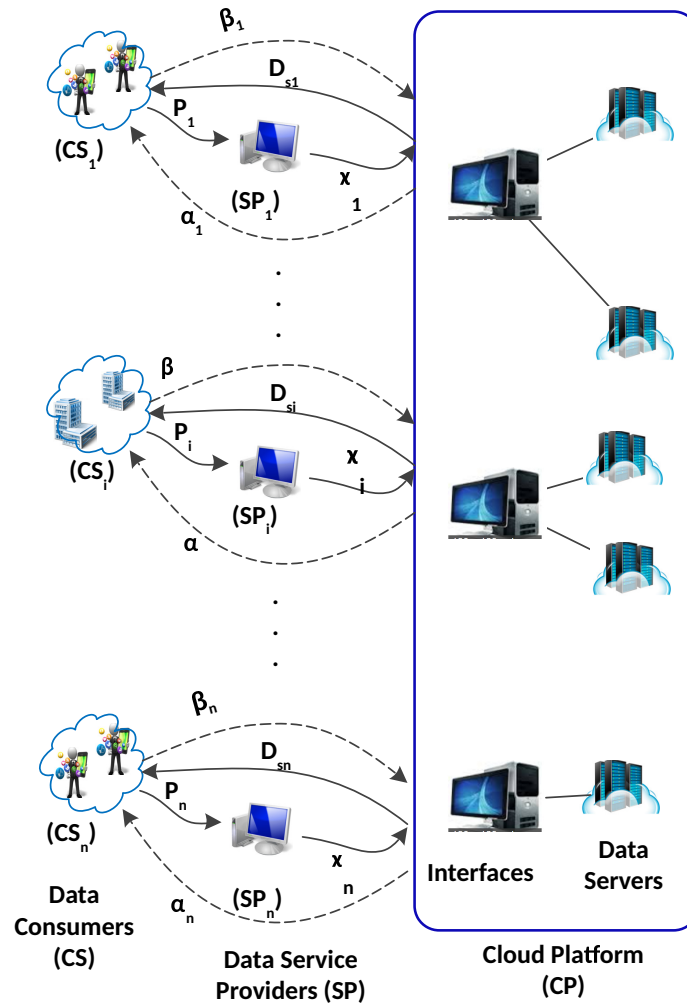 β1
Ds1
P1
(CS1)
χ
1
(SP1)
α1
.
.
.
β
Dsi
Pi
(CSi)
χ
i
(SPi)
α
.
.
.
βn
Dsn
Pn
(CSn)
χ
n
(SPn)
αn
Interfaces
Data
Servers
Data
Consumers
(CS)
Data Service
Providers (SP)
Cloud Platform
(CP)